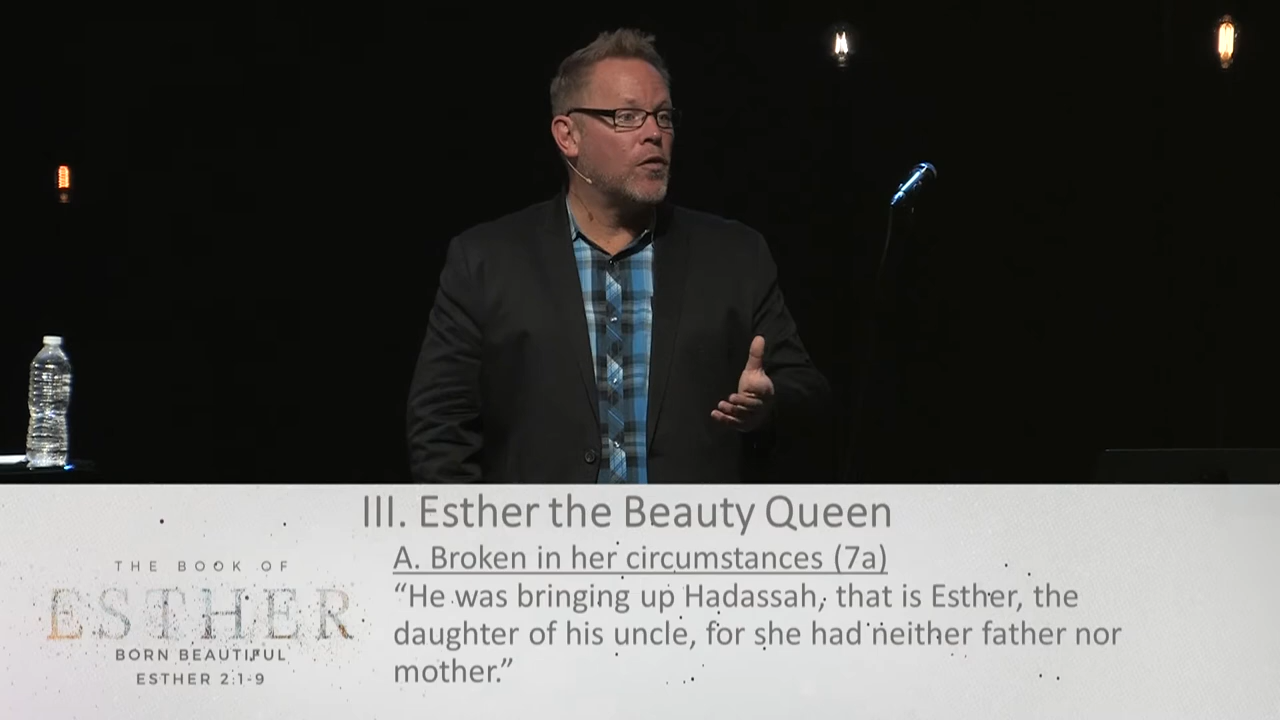 III. Esther the Beauty Queen
A. Broken in her circumstances (7a)
“He was bringing up Hadassah, that is Esther, the
daughter of his uncle, for she had neither father nor
mother.”
THE BOOK OF
ESTHER
BORN BEAUTIFUL
ESTHER 2:1-9